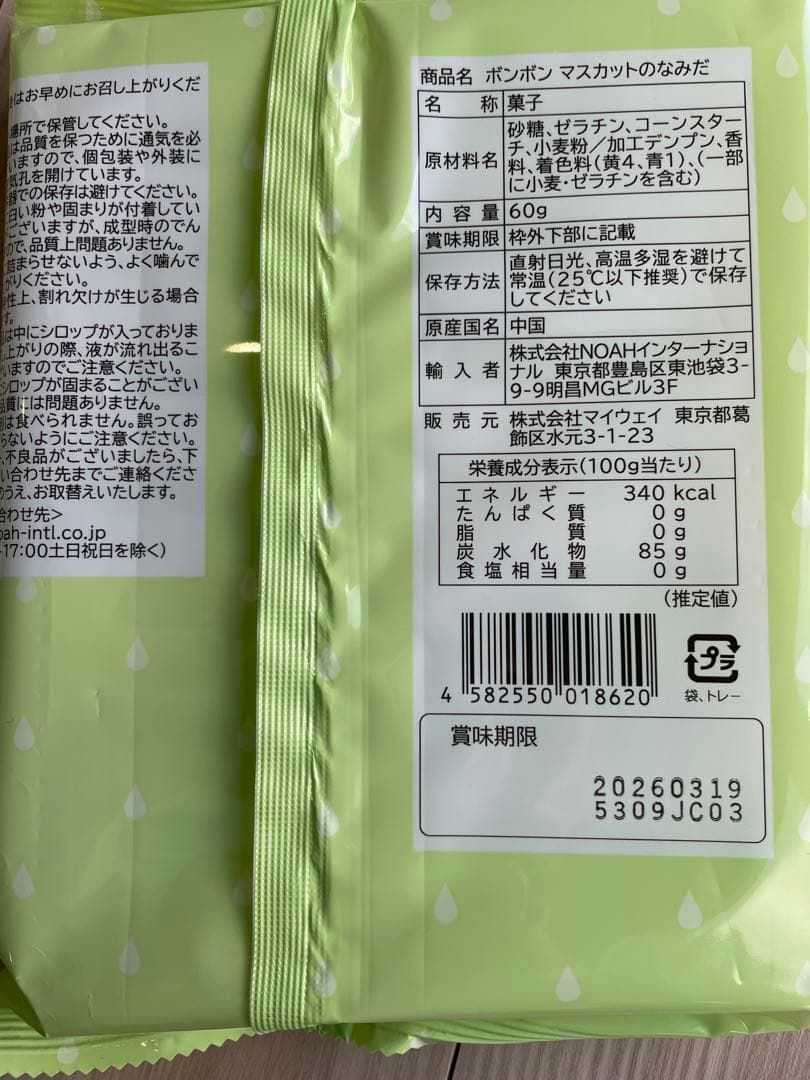 はお早めにお召し上がりくだ
場所で保管してください。
は品質を保つために通気を必
いますので、個包装や外装に
気孔を開けています。
器での保存は避けてください。
白い粉や固まりが付着してい
ございますが、成型時のでん
ので、品質上問題ありません。
詰まらせないよう、よく噛んで
がりください。
性上、割れ欠けが生じる場合
す。
は中にシロップが入っておりま
し上がりの際、液が流れ出るこ
いますのでご注意ください。
シロップが固まることがござい
品質には問題ありません。
は食べられません。誤ってお
らないようにご注意ください。
、不良品がございましたら、下
い合わせ先までご連絡くださ
のうえ、お取替えいたします。
合わせ先>
oah-intl.co.jp
-17:00土日祝日を除く)
商品名 ボンボン マスカットのなみだ
名称 菓子
原材料名 砂糖、ゼラチン、コーンスター
チ、小麦粉/加工デンプン、香
料、着色料(黄4、青1)、(一部
に小麦・ゼラチンを含む)
内容量 60g
賞味期限 枠外下部に記載
保存方法 直射日光、高温多湿を避けて
常温(25℃以下推奨)で保存
してください
原産国名 中国
輸入者 株式会社NOAHインターナショ
ナル 東京都豊島区東池袋3-
9-9明昌MGビル3F
販売元 株式会社マイウェイ 東京都葛
飾区水元3-1-23
栄養成分表示(100g当たり)
エネルギー 340 kcal
たんぱく質 0 g
脂質 0 g
炭水化物 85 g
食塩相当量 0 g
(推定値)
4 582550 018620
プラ
袋、トレー
賞味期限
20260319
5309JC03